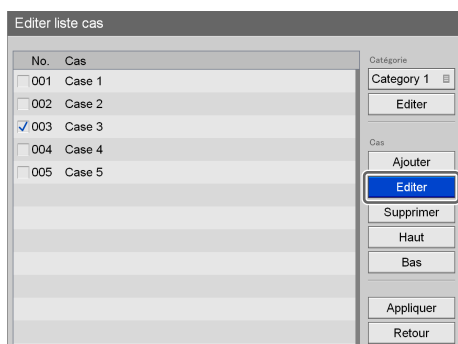 Editer liste cas
No. Cas
001 Case 1
002 Case 2
003 Case 3
004 Case 4
005 Case 5
Catégorie
Category 1
Editer
Cas
Ajouter
Editer
Supprimer
Haut
Bas
Appliquer
Retour